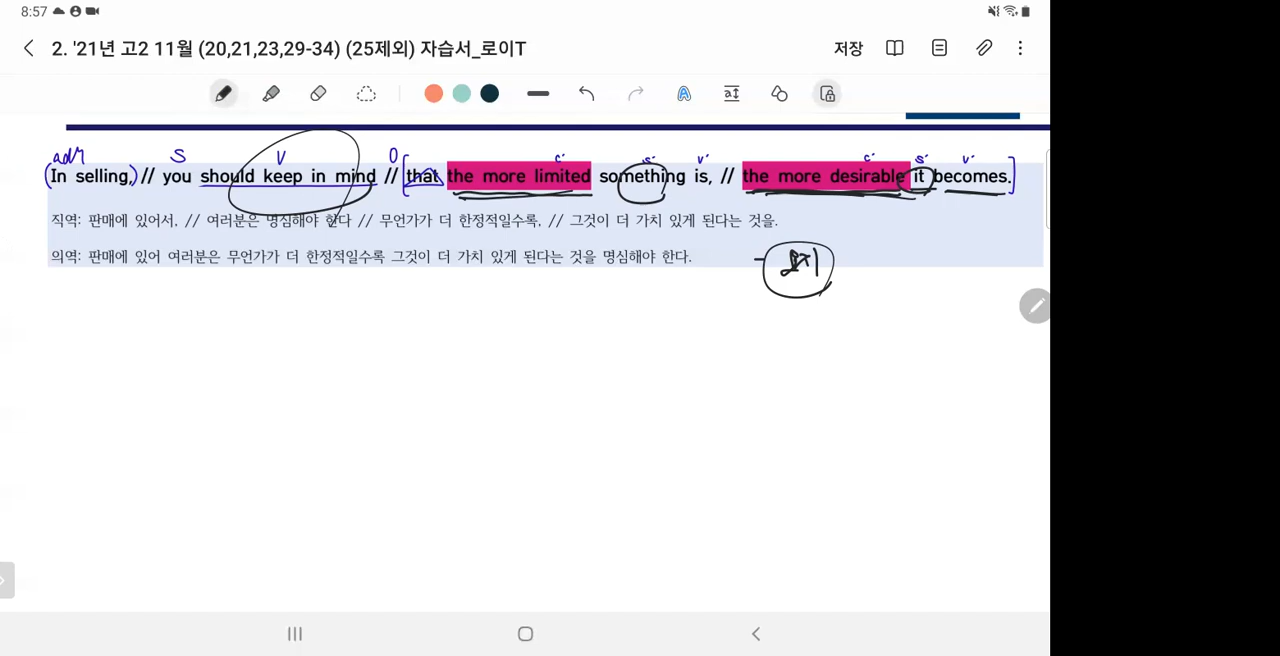 8:57
2. '21년 고2 11월 (20,21,23,29-34) (25제외) 자습서_로이T 저장
adv S V O c' s' v' c' s' v'
(In selling,) // you should keep in mind // [that the more limited something is, // the more desirable it becomes.]
직역: 판매에 있어서, // 여러분은 명심해야 한다 // 무언가가 더 한정적일수록, // 그것이 더 가치 있게 된다는 것을.
의역: 판매에 있어 여러분은 무언가가 더 한정적일수록 그것이 더 가치 있게 된다는 것을 명심해야 한다.